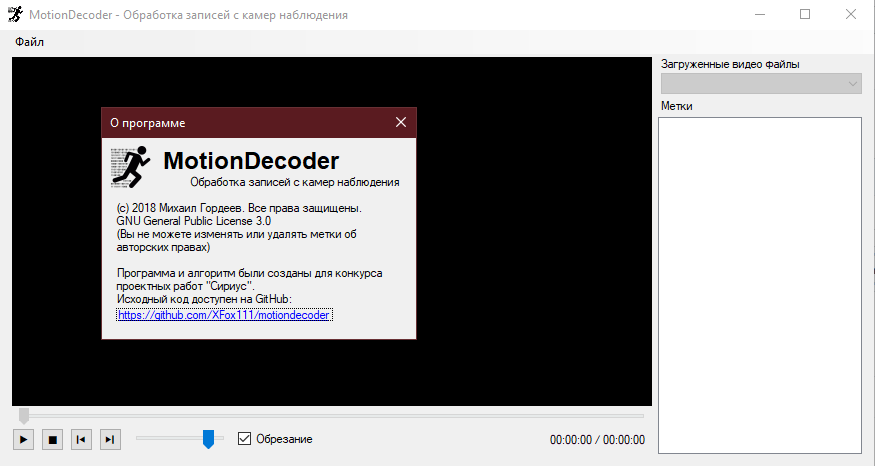 MotionDecoder - Обработка записей с камер наблюдения
Файл
Загруженные видео файлы
Метки
О программе
MotionDecoder
Обработка записей с камер наблюдения
(c) 2018 Михаил Гордеев. Все права защищены.
GNU General Public License 3.0
(Вы не можете изменять или удалять метки об
авторских правах)
Программа и алгоритм были созданы для конкурса
проектных работ "Сириус".
Исходный код доступен на GitHub:
https://github.com/XFox111/motiondecoder
Обрезание
00:00:00 / 00:00:00